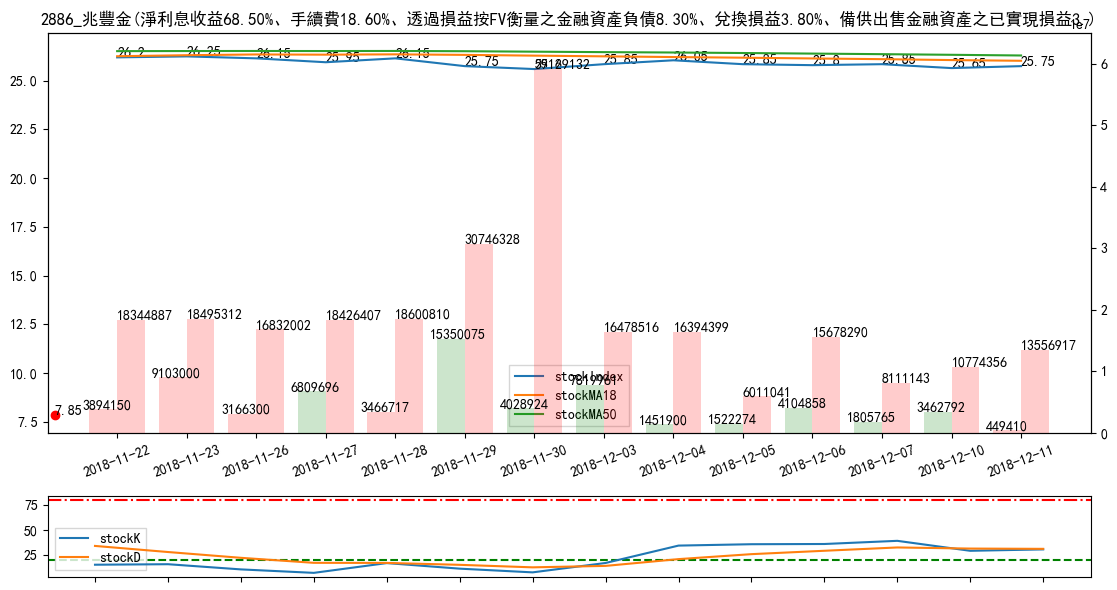 2886_兆豐金(淨利息收益68.50%、手續費18.60%、透過損益按FV衡量之金融資產負債8.30%、兌換損益3.80%、備供出售金融資產之已實現損益3.)
1e7
26.2 26.25 26.15 25.95 26.15 25.75 25.85 26.05 25.85 25.8 25.85 25.65 25.75
25.0
22.5
20.0
17.5
15.0
12.5
10.0
7.5
6
5
4
3
2
1
0
30746328
18344887 18495312 16832002 18426407 18600810 16478516 16394399 15678290 13556917
15350075
9103000 10774356
7819961 8111143
6809696 6011041
7.85 3894150 3166300 3466717 4028924 1451900 1522274 4104858 1805765 3462792 449410
stockIndex
stockMA18
stockMA50
2018-11-22 2018-11-23 2018-11-26 2018-11-27 2018-11-28 2018-11-29 2018-11-30 2018-12-03 2018-12-04 2018-12-05 2018-12-06 2018-12-07 2018-12-10 2018-12-11
75
50
25
stockK
stockD